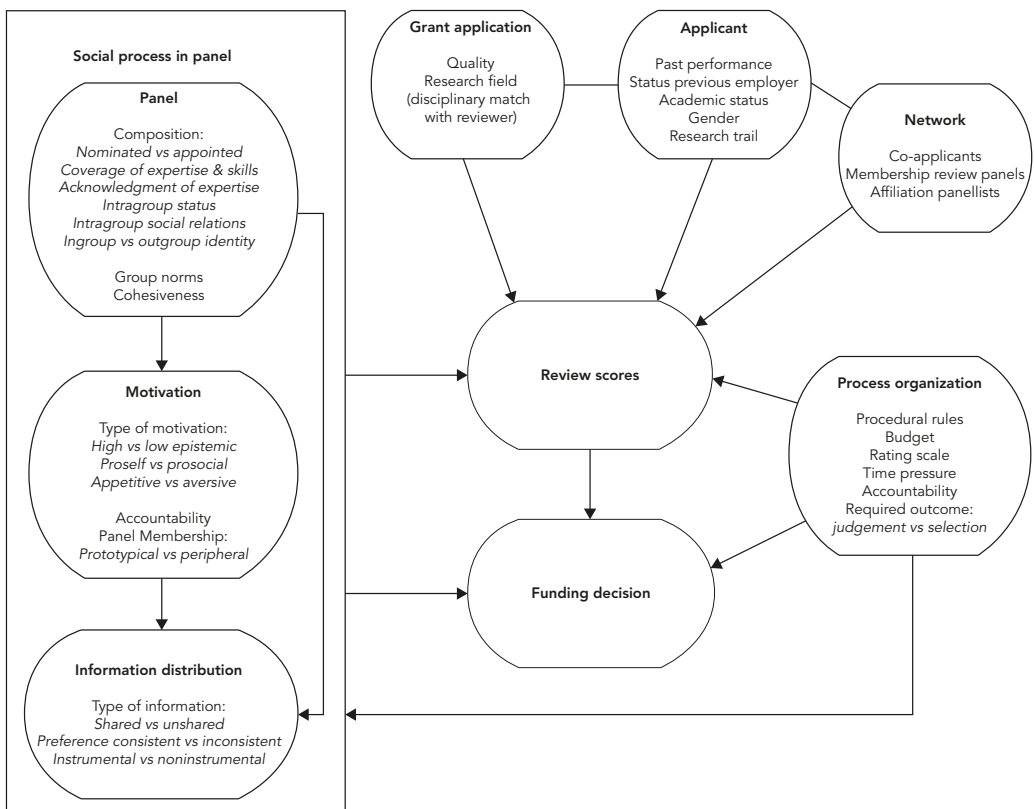 Social process in panel
Panel
Composition:
Nominated vs appointed
Coverage of expertise & skills
Acknowledgment of expertise
Intragroup status
Intragroup social relations
Ingroup vs outgroup identity
Group norms
Cohesiveness
Motivation
Type of motivation:
High vs low epistemic
Proself vs prosocial
Appetitive vs aversive
Accountability
Panel Membership:
Prototypical vs peripheral
Information distribution
Type of information:
Shared vs unshared
Preference consistent vs inconsistent
Instrumental vs noninstrumental
Grant application
Quality
Research field
(disciplinary match
with reviewer)
Applicant
Past performance
Status previous employer
Academic status
Gender
Research trail
Network
Co-applicants
Membership review panels
Affiliation panellists
Review scores
Process organization
Procedural rules
Budget
Rating scale
Time pressure
Accountability
Required outcome:
judgement vs selection
Funding decision